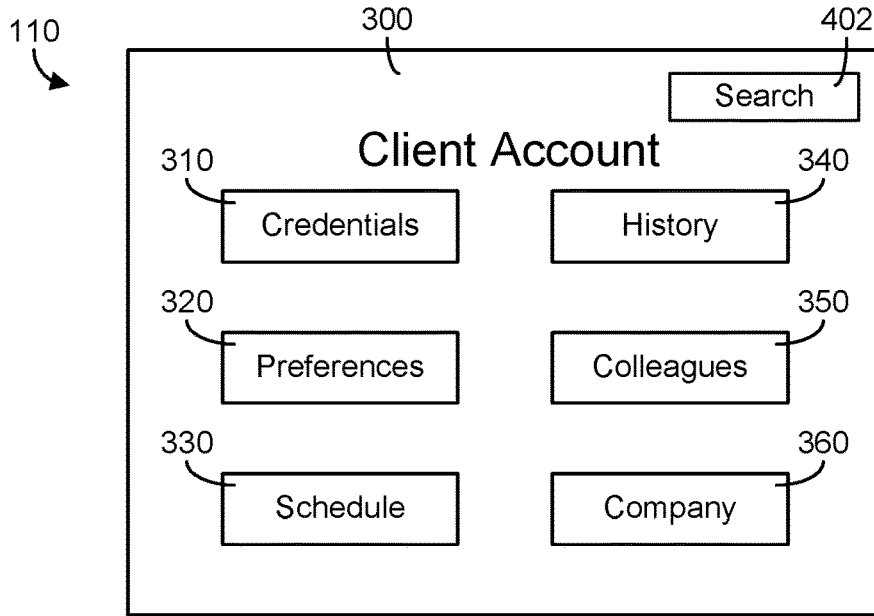 110
300
402
Search
Client Account
310
340
Credentials
History
320
350
Preferences
Colleagues
330
360
Schedule
Company